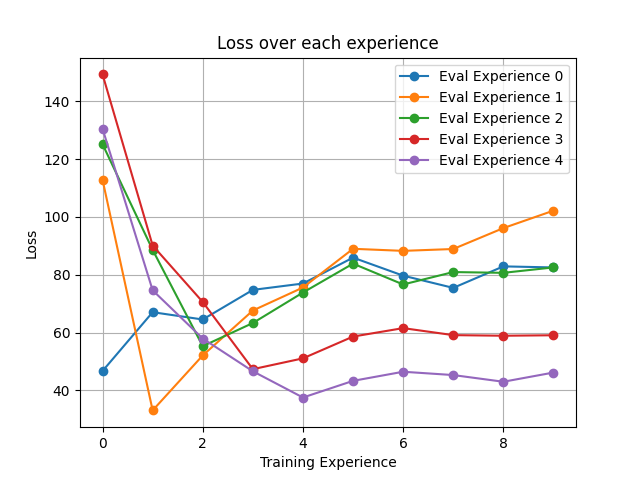 Loss over each experience
Eval Experience 0
Eval Experience 1
Eval Experience 2
Eval Experience 3
Eval Experience 4
140
120
100
80
60
40
Loss
0 2 4 6 8
Training Experience